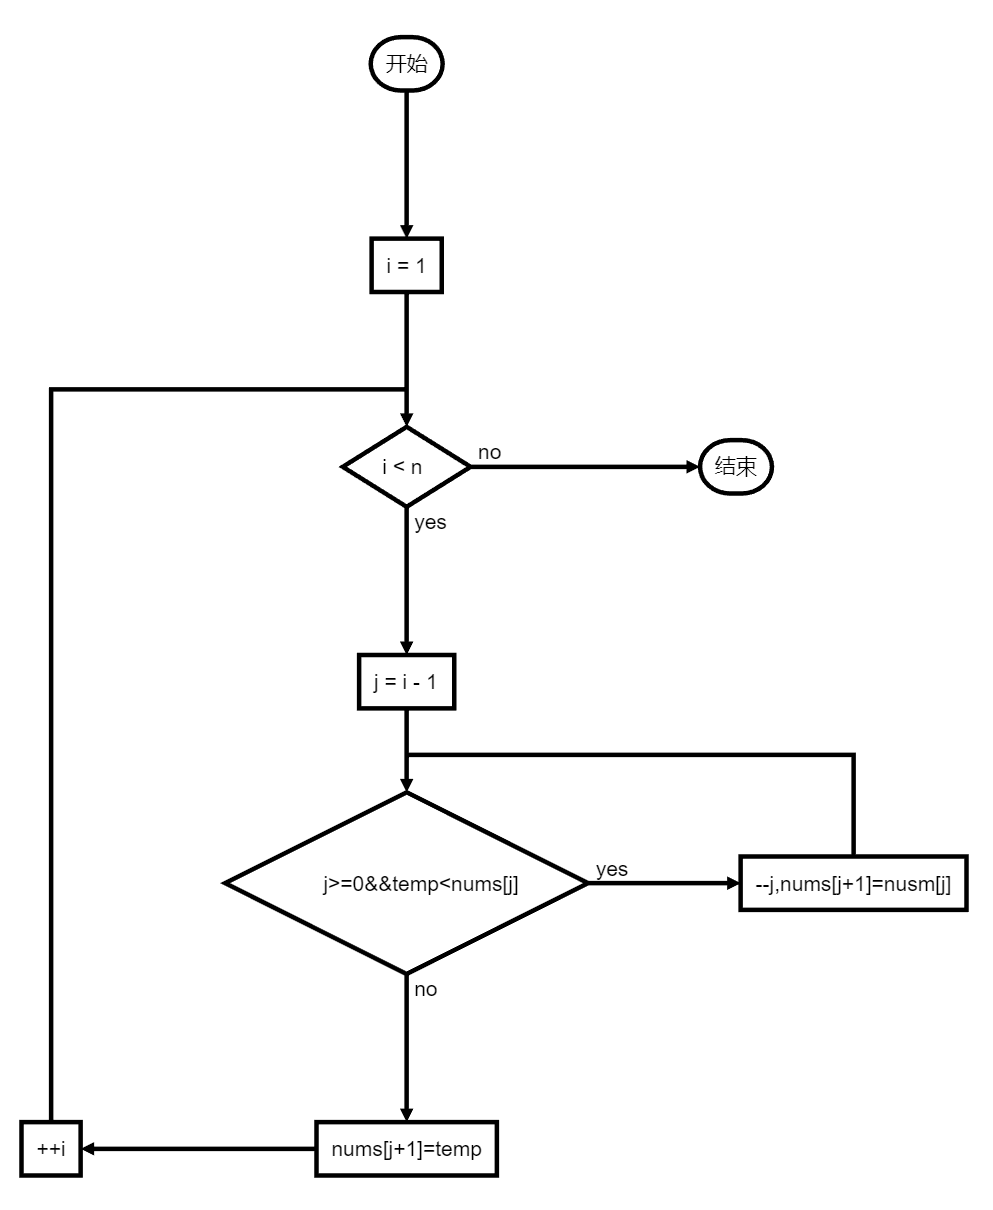 开始
i = 1
i < n
no
结束
yes
j = i - 1
j>=0&&temp<nums[j]
yes
--j,nums[j+1]=nusm[j]
no
++i
nums[j+1]=temp